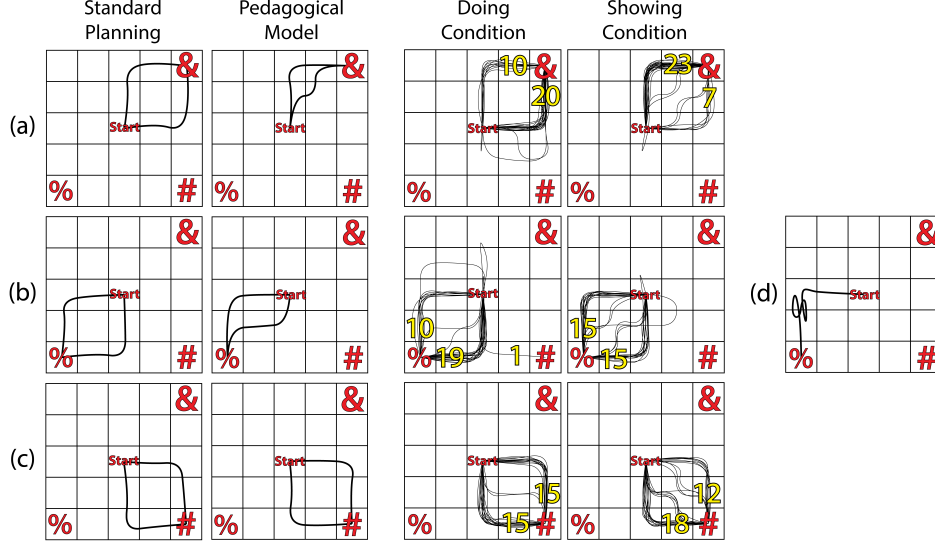 Standard Planning
Pedagogical Model
Doing Condition
Showing Condition
(a)
&
Start
%
#
&
Start
%
#
10
&
20
Start
%
#
23
&
7
Start
%
#
(b)
&
Start
%
#
&
Start
%
#
&
Start
10
%
19
1
#
&
Start
15
%
15
#
(d)
&
Start
%
#
(c)
&
Start
%
#
&
Start
%
#
&
Start
15
%
15
#
&
Start
12
%
18
#